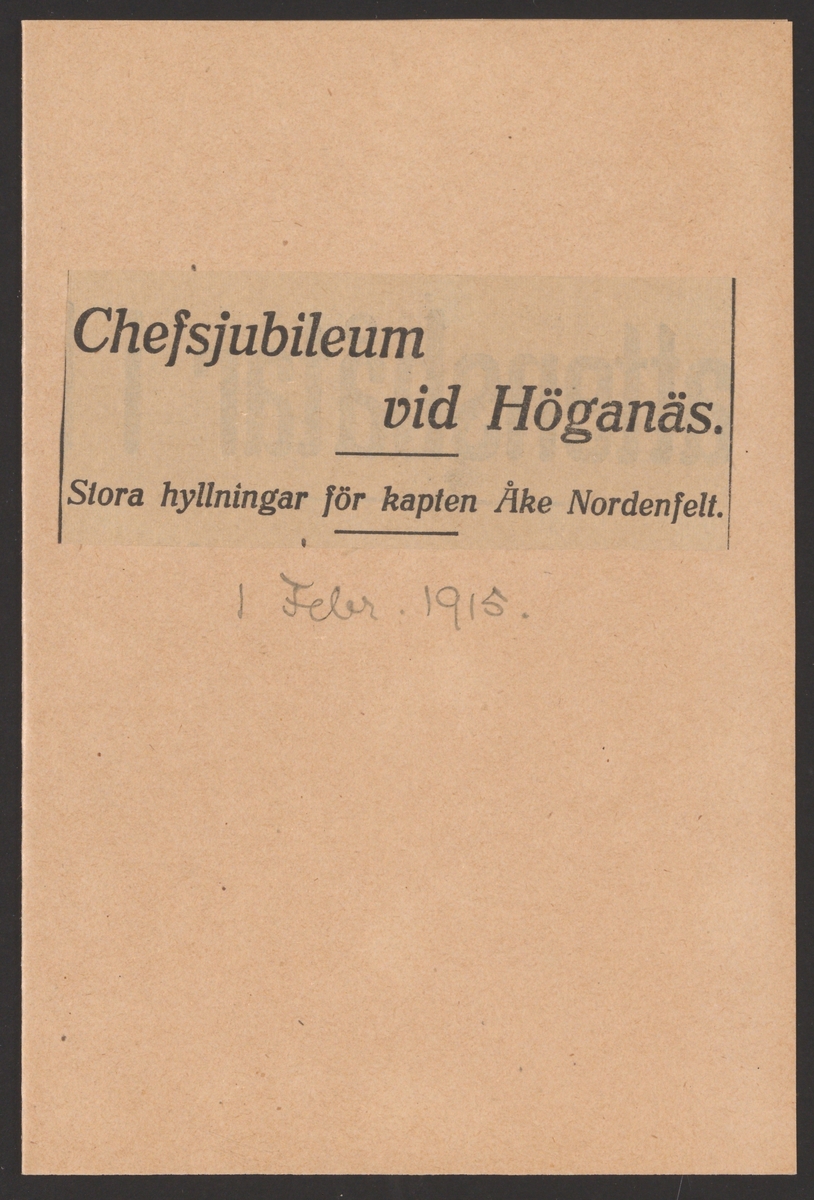 Chefsjubileum
vid Höganäs.
Stora hyllningar för kapten Åke Nordenfelt.
1 Febr. 1915.